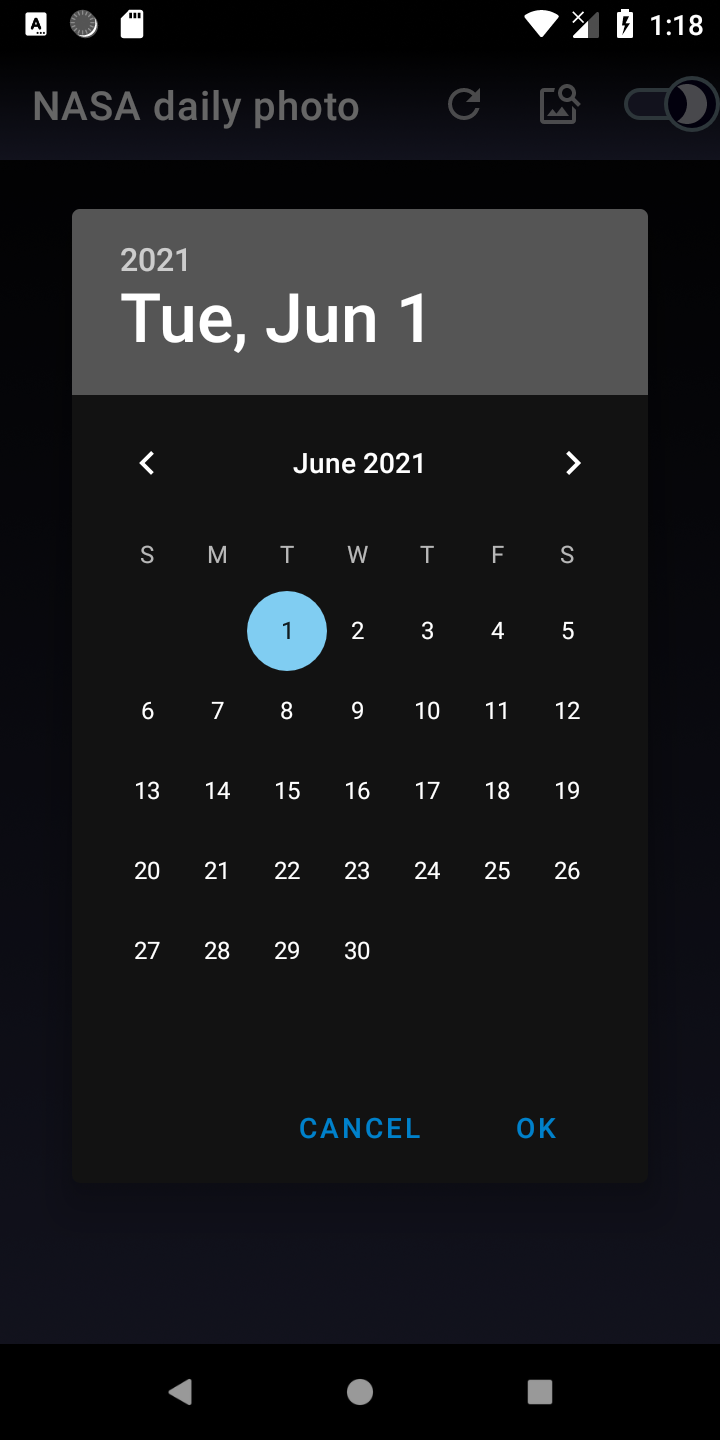 1:18
NASA daily photo
2021
Tue, Jun 1
June 2021
S M T W T F S
1 2 3 4 5
6 7 8 9 10 11 12
13 14 15 16 17 18 19
20 21 22 23 24 25 26
27 28 29 30
CANCEL OK